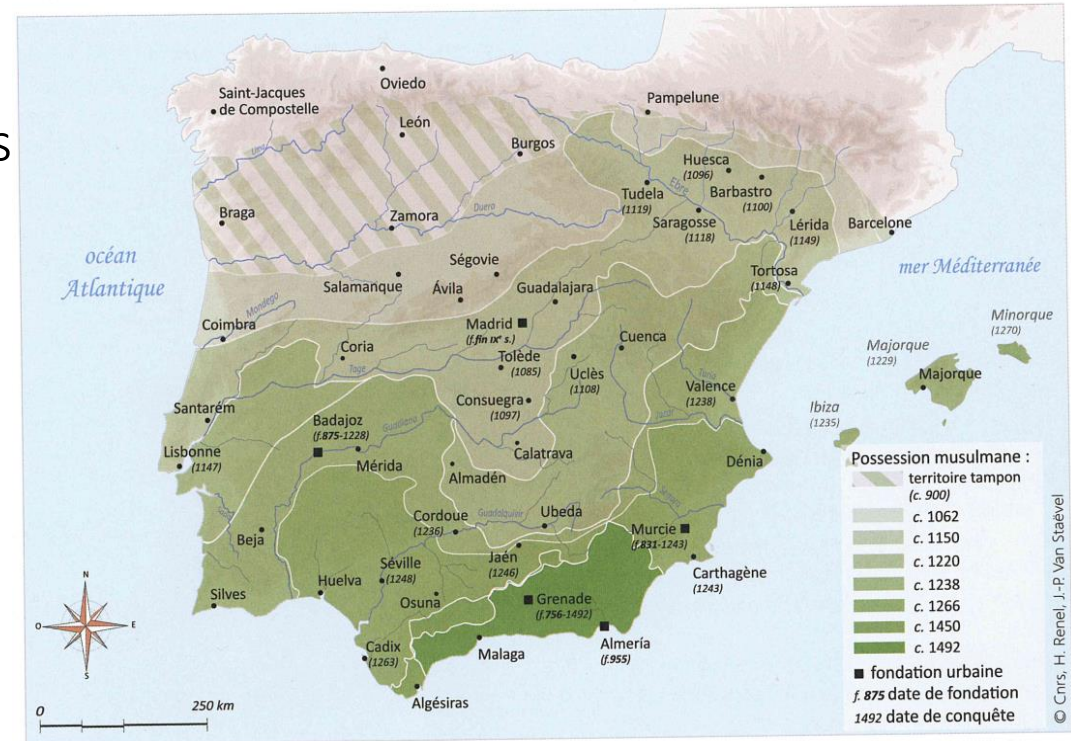 S
Oviedo
Saint-Jacques
de Compostelle
León
Burgos
Pampelune
Huesca
(1096)
Barbastro
(1100)
Tudela
(1119)
Ebre
Saragosse
(1118)
Lérida
(1149)
Barcelone
Braga
Zamora
Duero
océan
Atlantique
Ségovie
Salamanque
Ávila
Guadalajara
Tortosa
(1148)
mer Méditerranée
Mondego
Coimbra
Madrid
(f.fin IXe s.)
Coria
Tage
Tolède
(1085)
Uclès
(1108)
Cuenca
Minorque
(1270)
Majorque
(1229)
Majorque
Ibiza
(1235)
Turia
Valence
(1238)
Consuegra
(1097)
Santarém
Badajoz
(f.875-1228)
Guadiana
Mérida
Calatrava
Lisbonne
(1147)
Almadén
Dénia
Cordoue
(1236)
Guadalquivir
Ubeda
Murcie
(f.831-1243)
Beja
Jaén
(1246)
Séville
(1248)
Carthagène
(1243)
Silves
Huelva
Osuna
Grenade
(f.756-1492)
Almería
(f.955)
Cadix
(1263)
Malaga
Algésiras
N
O
E
S
0
250 km
Possession musulmane :
territoire tampon
(c. 900)
c. 1062
c. 1150
c. 1220
c. 1238
c. 1266
c. 1450
c. 1492
fondation urbaine
f. 875 date de fondation
1492 date de conquête
© Cnrs, H. Renel, J.-P. Van Staëvel